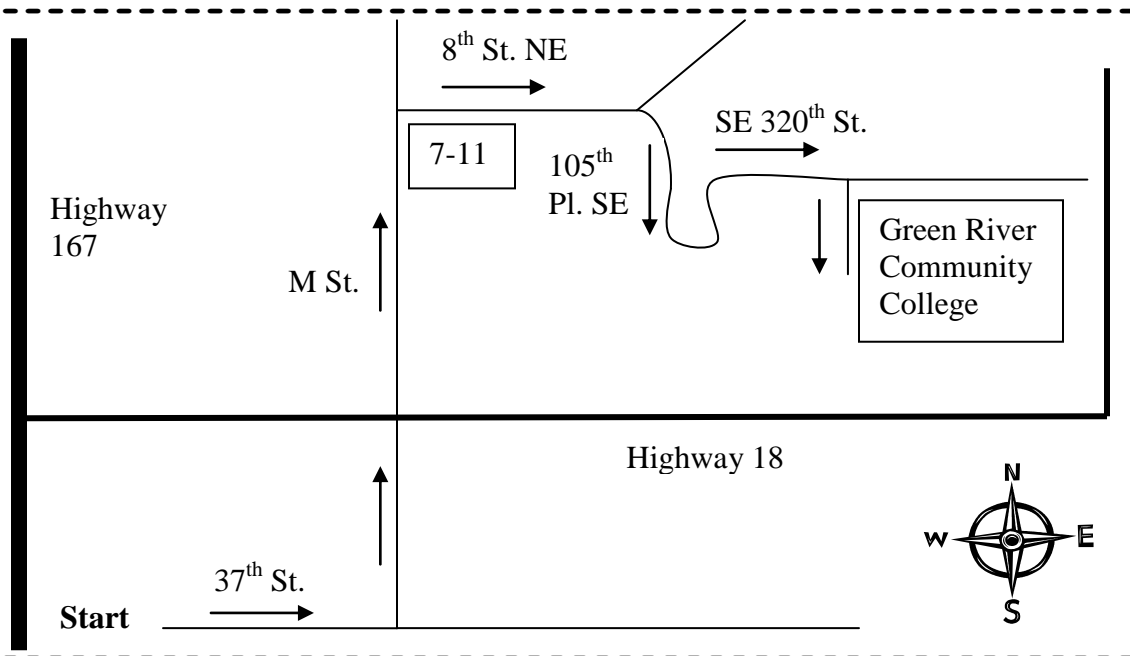 8th St. NE
SE 320th St.
7-11
105th
Pl. SE
Highway
167
Green River
Community
College
M St.
Highway 18
N
W
E
S
37th St.
Start